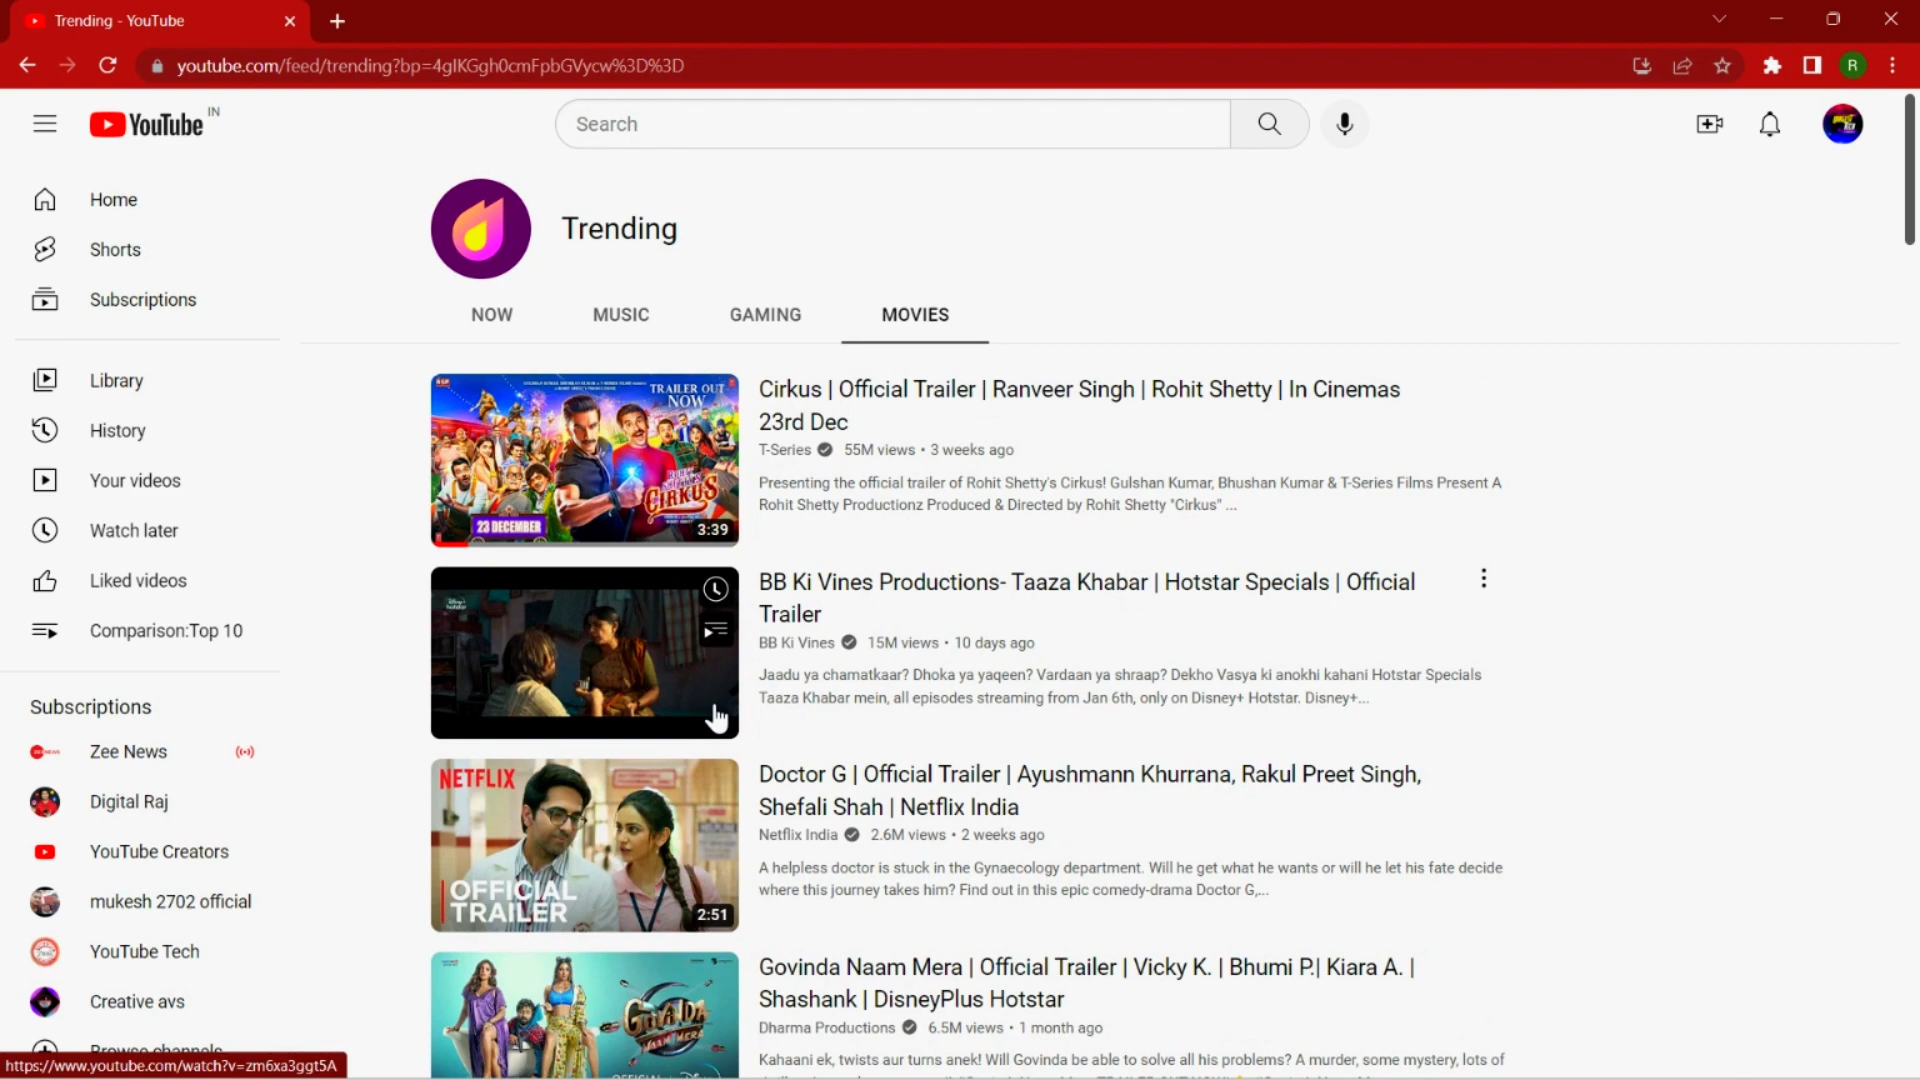 Trending - YouTube
youtube.com/feed/trending?bp=4gIKGgh0cmFpbGVycw%3D%3D
R
YouTube IN
Search
Home
Shorts
Subscriptions
Library
History
Your videos
Watch later
Liked videos
Comparison:Top 10
Subscriptions
Zee News
Digital Raj
YouTube Creators
mukesh 2702 official
YouTube Tech
Creative avs
Browse channels
https://www.youtube.com/watch?v=zm6xa3ggt5A
Trending
NOW MUSIC GAMING MOVIES
TRAILER OUT
NOW
ROHIT SHETTY'S
CIRKUS
23 DECEMBER
3:39
Cirkus | Official Trailer | Ranveer Singh | Rohit Shetty | In Cinemas
23rd Dec
T-Series 55M views • 3 weeks ago
Presenting the official trailer of Rohit Shetty's Cirkus! Gulshan Kumar, Bhushan Kumar & T-Series Films Present A
Rohit Shetty Productionz Produced & Directed by Rohit Shetty "Cirkus" ...
BB Ki Vines Productions- Taaza Khabar | Hotstar Specials | Official
Trailer
BB Ki Vines 15M views • 10 days ago
Jaadu ya chamatkaar? Dhoka ya yaqeen? Vardaan ya shraap? Dekho Vasya ki anokhi kahani Hotstar Specials
Taaza Khabar mein, all episodes streaming from Jan 6th, only on Disney+ Hotstar. Disney+...
NETFLIX
OFFICIAL
TRAILER
2:51
Doctor G | Official Trailer | Ayushmann Khurrana, Rakul Preet Singh,
Shefali Shah | Netflix India
Netflix India 2.6M views • 2 weeks ago
A helpless doctor is stuck in the Gynaecology department. Will he get what he wants or will he let his fate decide
where this journey takes him? Find out in this epic comedy-drama Doctor G,...
GOVINDA
NAAM MERA
OFFICIAL
Govinda Naam Mera | Official Trailer | Vicky K. | Bhumi P.| Kiara A. |
Shashank | DisneyPlus Hotstar
Dharma Productions 6.5M views • 1 month ago
Kahaani ek, twists aur turns anek! Will Govinda be able to solve all his problems? A murder, some mystery, lots of